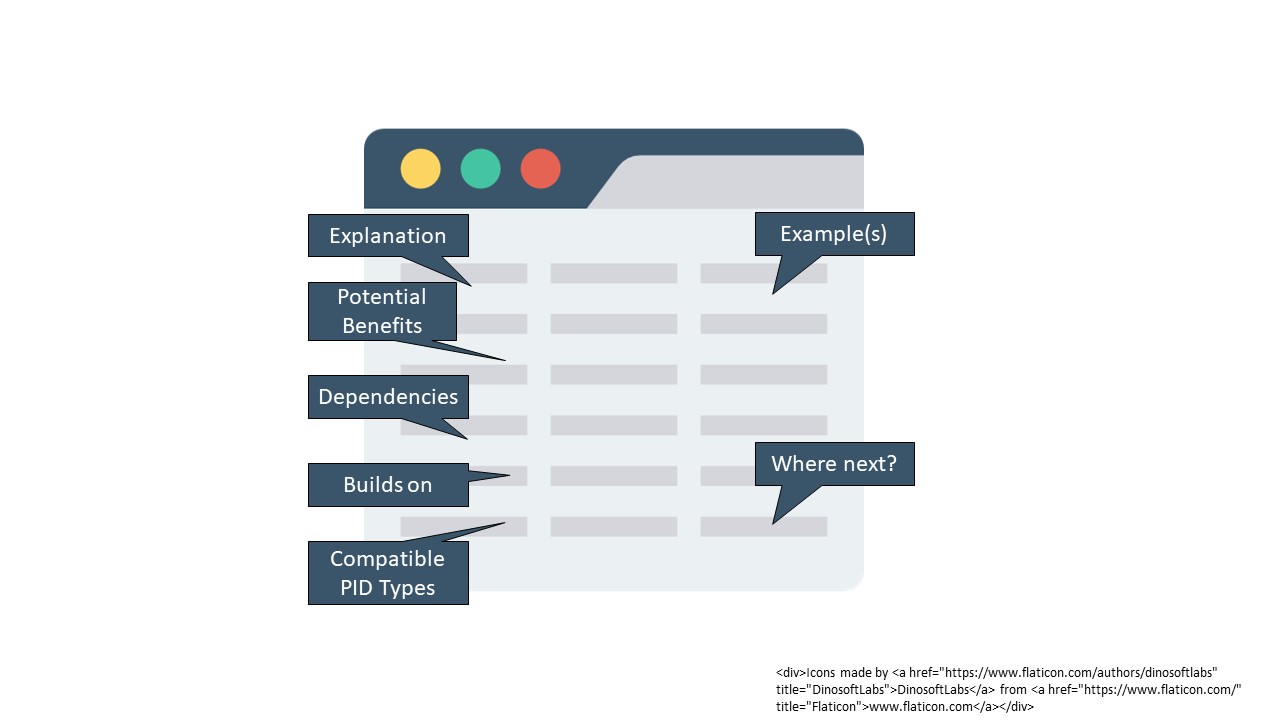 Explanation
Potential
Benefits
Dependencies
Builds on
Compatible
PID Types
Example(s)
Where next?
<div>Icons made by <a href="https://www.flaticon.com/authors/dinosoftlabs"
title="DinosoftLabs">DinosoftLabs</a> from <a href="https://www.flaticon.com/"
title="Flaticon">www.flaticon.com</a></div>